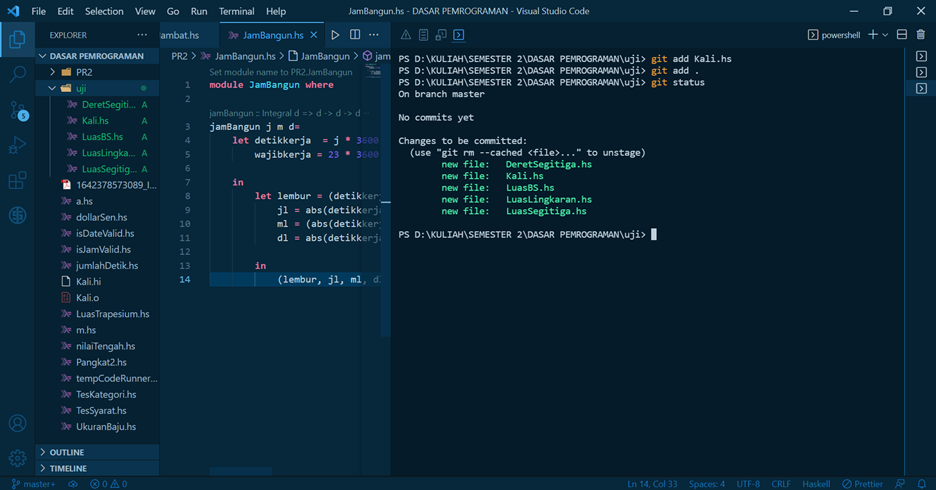 File Edit Selection View Go Run Terminal Help JamBangun.hs - DASAR PEMROGRAMAN - Visual Studio Code
EXPLORER
DASAR PEMROGRAMAN
PR2
uji
DeretSegiti... A
Kali.hs A
LuasBS.hs A
LuasLingka... A
LuasSegitig... A
1642378573089_I...
a.hs
dollarSen.hs
isDateValid.hs
isJamValid.hs
jumlahDetik.hs
Kali.hi
Kali.o
LuasTrapesium.hs
m.hs
nilaiTengah.hs
Pangkat2.hs
tempCodeRunner...
TesKategori.hs
TesSyarat.hs
UkuranBaju.hs
OUTLINE
TIMELINE
5
ambat.hs JamBangun.hs
PR2 > JamBangun.hs > JamBangun > jam
Set module name to PR2.JamBangun
1 module JamBangun where
2
jamBangun :: Integral d => d -> d -> d
3 jamBangun j m d=
4 let detikkerja = j * 3600
5 wajibkerja = 23 * 3600
6
7 in
8 let lembur = (detikker
9 jl = abs(detikkerja
10 ml = (abs(detikker
11 dl = abs(detikkerja
12
13 in
14 (lembur, jl, ml, d
powershell
PS D:\KULIAH\SEMESTER 2\DASAR PEMROGRAMAN\uji> git add Kali.hs
PS D:\KULIAH\SEMESTER 2\DASAR PEMROGRAMAN\uji> git add .
PS D:\KULIAH\SEMESTER 2\DASAR PEMROGRAMAN\uji> git status
On branch master
No commits yet
Changes to be committed:
(use "git rm --cached <file>..." to unstage)
new file: DeretSegitiga.hs
new file: Kali.hs
new file: LuasBS.hs
new file: LuasLingkaran.hs
new file: LuasSegitiga.hs
PS D:\KULIAH\SEMESTER 2\DASAR PEMROGRAMAN\uji>
master+ 0 0 Ln 14, Col 33 Spaces: 4 UTF-8 CRLF Haskell Prettier